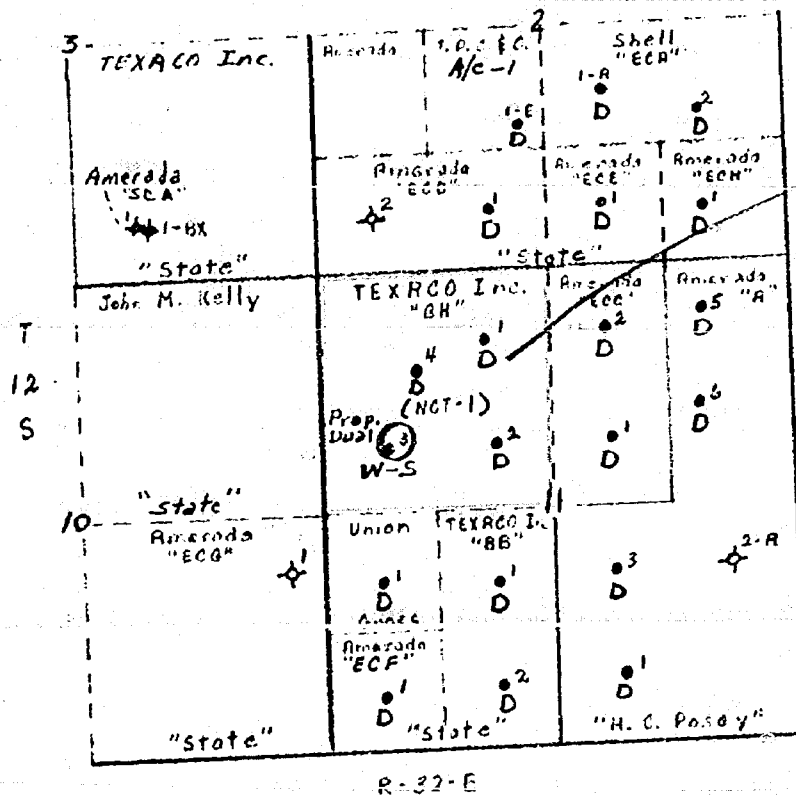 3
2
TEXACO Inc.
Amerada
T.P.C. & O.
A/c-1
Shell
"ECA"
1-A
D
2
D
1-E
D
Amerada
"SCA"
1
1-BX
"State"
Amerada
"ECD"
2
1
D
Amerada
"ECE"
1
D
Amerada
"ECH"
1
D
"State"
John M. Kelly
TEXACO Inc.
"BH"
1
D
4
D
(NCT-1)
Prop.
Dual
3
W-S
2
D
Amerada
2
D
1
D
Amerada
"A"
5
D
6
D
T
12
S
"State"
10
11
Amerada
"ECG"
1
Union
1
D
TEXACO Inc.
"BB"
1
D
3
D
2-A
Amerada
"ECF"
1
D
2
D
1
D
"State"
"State"
"H. C. Posey"
R-32-E